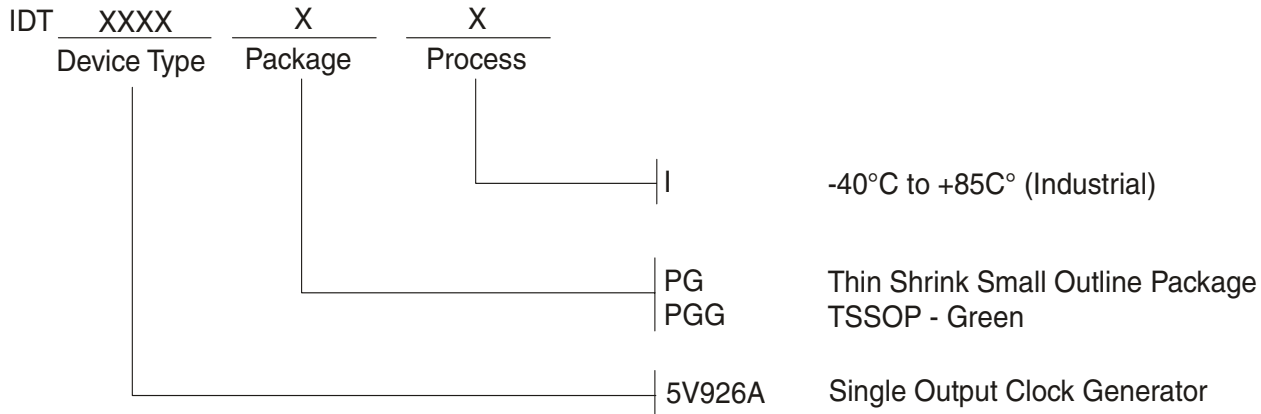 IDT XXXX X X
Device Type Package Process
I -40°C to +85C° (Industrial)
PG Thin Shrink Small Outline Package
PGG TSSOP - Green
5V926A Single Output Clock Generator